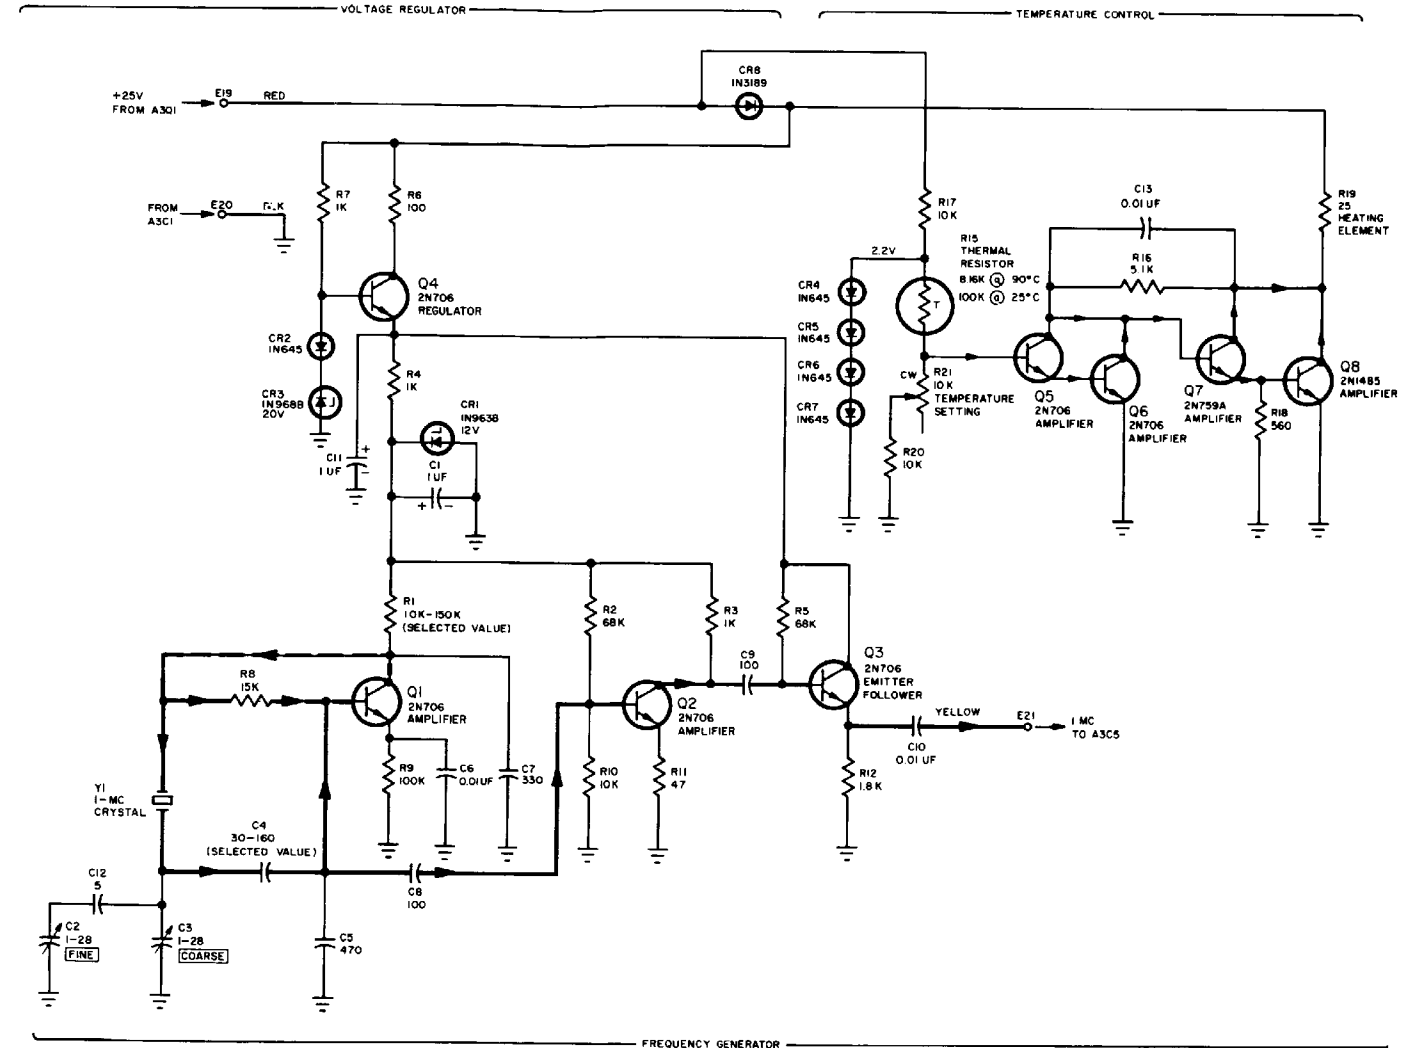 VOLTAGE REGULATOR
TEMPERATURE CONTROL
+25V
FROM A3Q1
E19
RED
CR8
1N3189
FROM
A3C1
E20
BLK
R7
1K
R6
100
Q4
2N706
REGULATOR
CR2
1N645
CR3
1N968B
20V
R4
1K
CR1
1N963B
12V
C11
1 UF
+
-
C1
1 UF
+
-
R17
10K
2.2V
R15
THERMAL
RESISTOR
8.16K @ 90°C
100K @ 25°C
T
CR4
1N645
CR5
1N645
CR6
1N645
CR7
1N645
CW
R21
10K
TEMPERATURE
SETTING
R20
10K
C13
0.01 UF
R16
5.1K
R19
25
HEATING
ELEMENT
Q5
2N706
AMPLIFIER
Q6
2N706
AMPLIFIER
Q7
2N759A
AMPLIFIER
R18
560
Q8
2N1485
AMPLIFIER
R1
10K-150K
(SELECTED VALUE)
R2
68K
R3
1K
R5
68K
R8
15K
Q1
2N706
AMPLIFIER
Q2
2N706
AMPLIFIER
C9
100
Q3
2N706
EMITTER
FOLLOWER
YELLOW
E21
1 MC
TO A3C5
C10
0.01 UF
R9
100K
C6
0.01UF
C7
330
R10
10K
R11
47
R12
1.8K
Y1
1-MC
CRYSTAL
C4
30-160
(SELECTED VALUE)
C8
100
C12
5
C2
1-28
FINE
C3
1-28
COARSE
C5
470
FREQUENCY GENERATOR